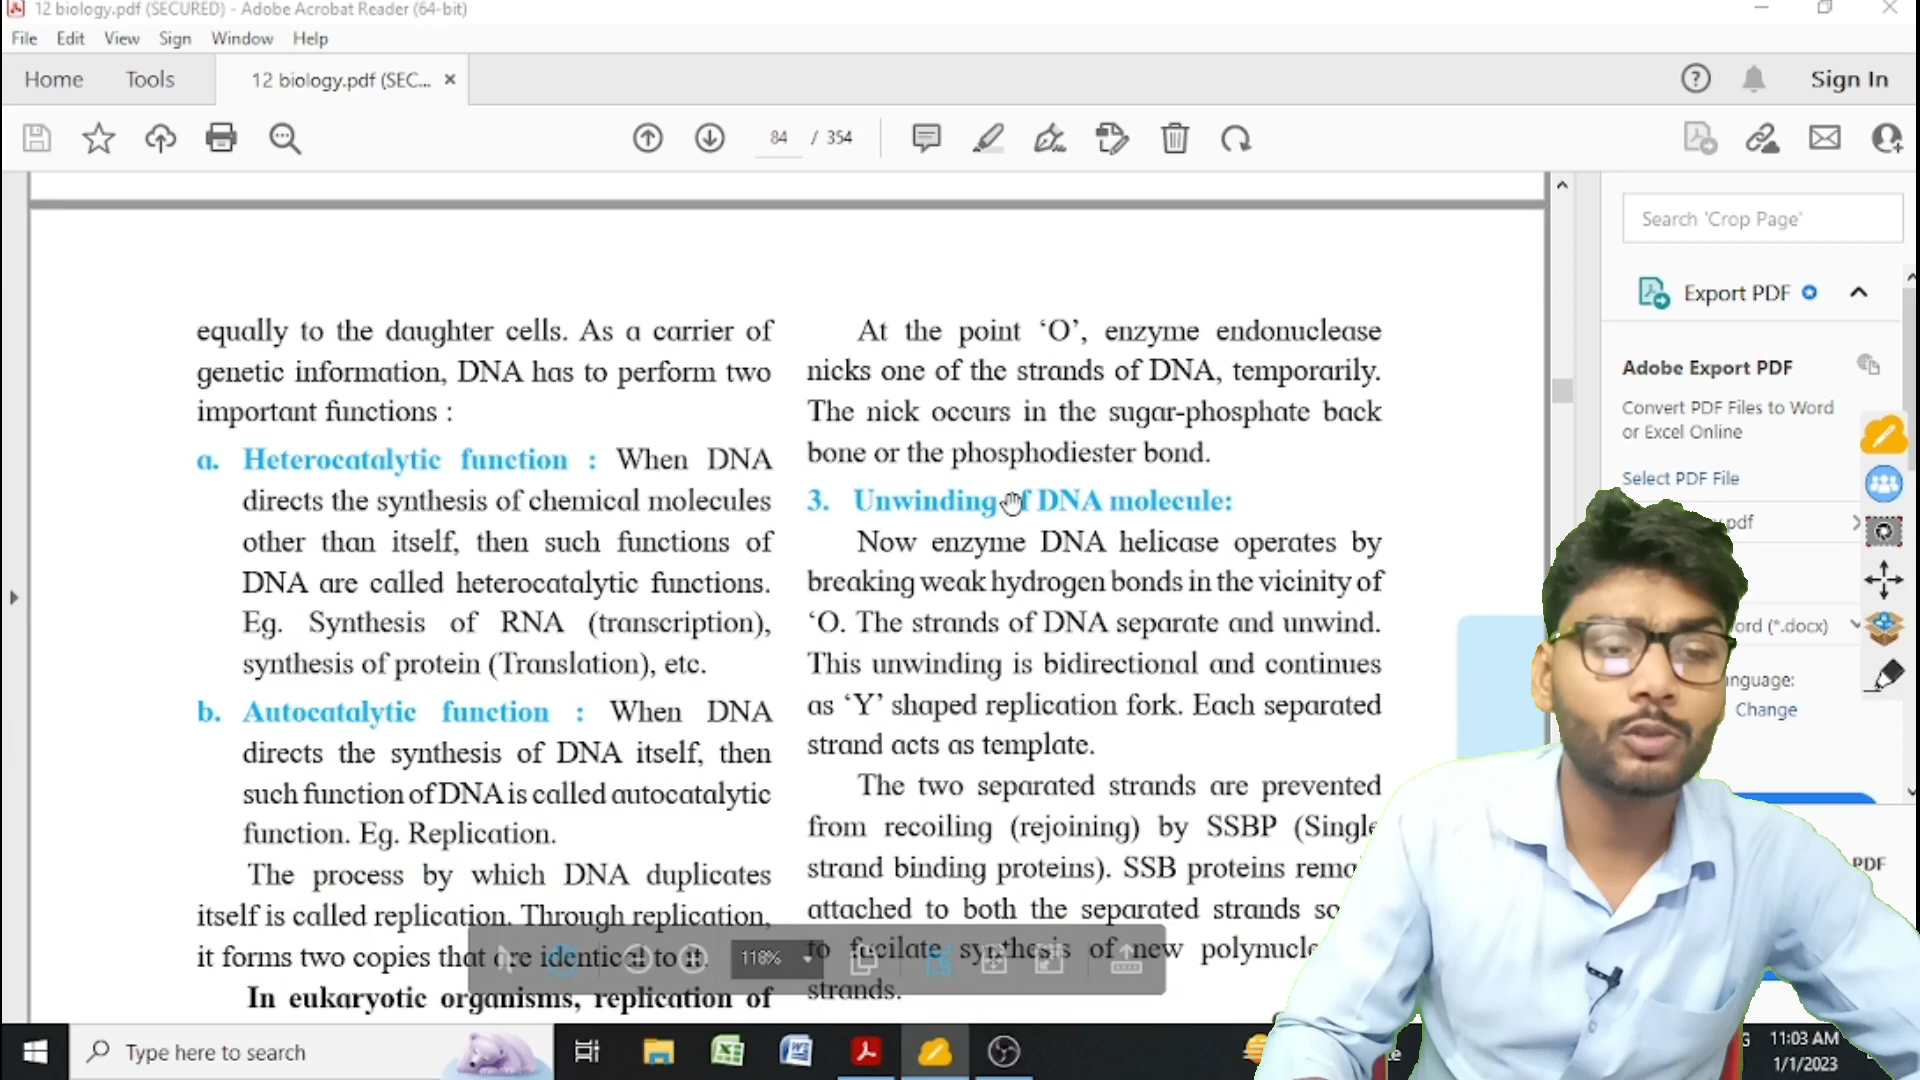 12 biology.pdf (SECURED) - Adobe Acrobat Reader (64-bit)
File Edit View Sign Window Help
Home Tools 12 biology.pdf (SEC... × Sign In
84 / 354
equally to the daughter cells. As a carrier of
genetic information, DNA has to perform two
important functions :
a. Heterocatalytic function : When DNA
directs the synthesis of chemical molecules
other than itself, then such functions of
DNA are called heterocatalytic functions.
Eg. Synthesis of RNA (transcription),
synthesis of protein (Translation), etc.
b. Autocatalytic function : When DNA
directs the synthesis of DNA itself, then
such function of DNA is called autocatalytic
function. Eg. Replication.
The process by which DNA duplicates
itself is called replication. Through replication,
it forms two copies that are identical to it.
In eukaryotic organisms, replication of
At the point ‘O’, enzyme endonuclease
nicks one of the strands of DNA, temporarily.
The nick occurs in the sugar-phosphate back
bone or the phosphodiester bond.
3. Unwinding of DNA molecule:
Now enzyme DNA helicase operates by
breaking weak hydrogen bonds in the vicinity of
‘O. The strands of DNA separate and unwind.
This unwinding is bidirectional and continues
as ‘Y’ shaped replication fork. Each separated
strand acts as template.
The two separated strands are prevented
from recoiling (rejoining) by SSBP (Single
strand binding proteins). SSB proteins
attached to both the separated strands
to facilate synthesis of new
strands.
118%
Search 'Crop Page'
Export PDF
Adobe Export PDF
Convert PDF Files to Word
or Excel Online
Select PDF File
.pdf
(*.docx)
Change
PDF
Type here to search
11:03 AM
1/1/2023